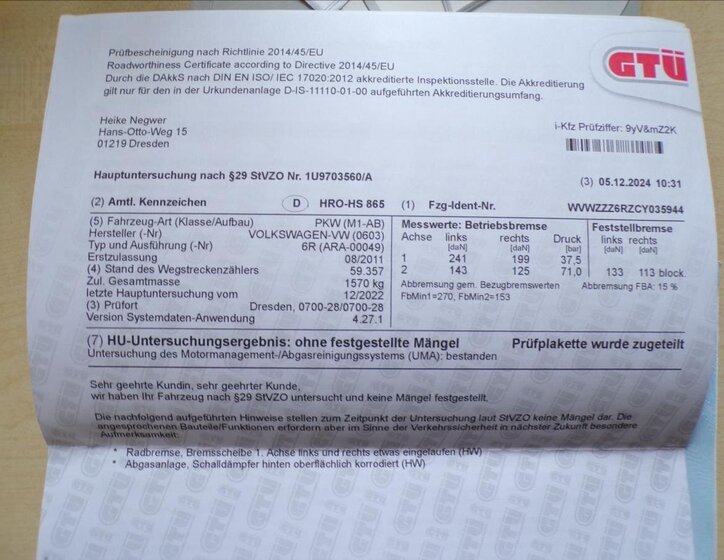 Prüfbescheinigung nach Richtlinie 2014/45/EU
Roadworthiness Certificate according to Directive 2014/45/EU
Durch die DAkkS nach DIN EN ISO/ IEC 17020:2012 akkreditierte Inspektionsstelle. Die Akkreditierung
gilt nur für den in der Urkundenanlage D-IS-11110-01-00 aufgeführten Akkreditierungsumfang.
GTÜ
Heike Negwer
Hans-Otto-Weg 15
01219 Dresden
i-Kfz Prüfziffer: 9yV&mZ2K
Hauptuntersuchung nach §29 StVZO Nr. 1U9703560/A
(3) 05.12.2024 10:31
(2) Amtl. Kennzeichen D HRO-HS 865 (1) Fzg-Ident-Nr. WVWZZZ6RZCY035944
(5) Fahrzeug-Art (Klasse/Aufbau) PKW (M1-AB)
Hersteller (-Nr) VOLKSWAGEN-VW (0603)
Typ und Ausführung (-Nr) 6R (ARA-00049)
Erstzulassung 08/2011
(4) Stand des Wegstreckenzählers 59.357
Zul. Gesamtmasse 1570 kg
letzte Hauptuntersuchung vom 12/2022
(3) Prüfort Dresden, 0700-28/0700-28
Version Systemdaten-Anwendung 4.27.1
Messwerte: Betriebsbremse
Achse links rechts Druck
[daN] [daN] [bar]
1 241 199 37,5
2 143 125 71,0
Abbremsung gem. Bezugbremswerten
FbMin1=270, FbMin2=153
Feststellbremse
links rechts
[daN] [daN]
133 113 block.
Abbremsung FBA: 15 %
(7) HU-Untersuchungsergebnis: ohne festgestellte Mängel Prüfplakette wurde zugeteilt
Untersuchung des Motormanagement-/Abgasreinigungssystems (UMA): bestanden
Sehr geehrte Kundin, sehr geehrter Kunde,
wir haben Ihr Fahrzeug nach §29 StVZO untersucht und keine Mängel festgestellt.
Die nachfolgend aufgeführten Hinweise stellen zum Zeitpunkt der Untersuchung laut StVZO keine Mängel dar. Die
angesprochenen Bauteile/Funktionen erfordern aber im Sinne der Verkehrssicherheit in nächster Zukunft besondere
Aufmerksamkeit:
* Radbremse, Bremsscheibe 1. Achse links und rechts etwas eingelaufen (HW)
* Abgasanlage, Schalldämpfer hinten oberflächlich korrodiert (HW)